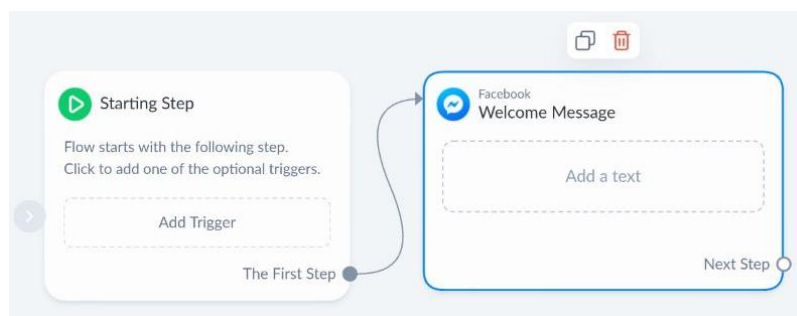 Starting Step
Flow starts with the following step.
Click to add one of the optional triggers.
Add Trigger
The First Step
Facebook
Welcome Message
Add a text
Next Step